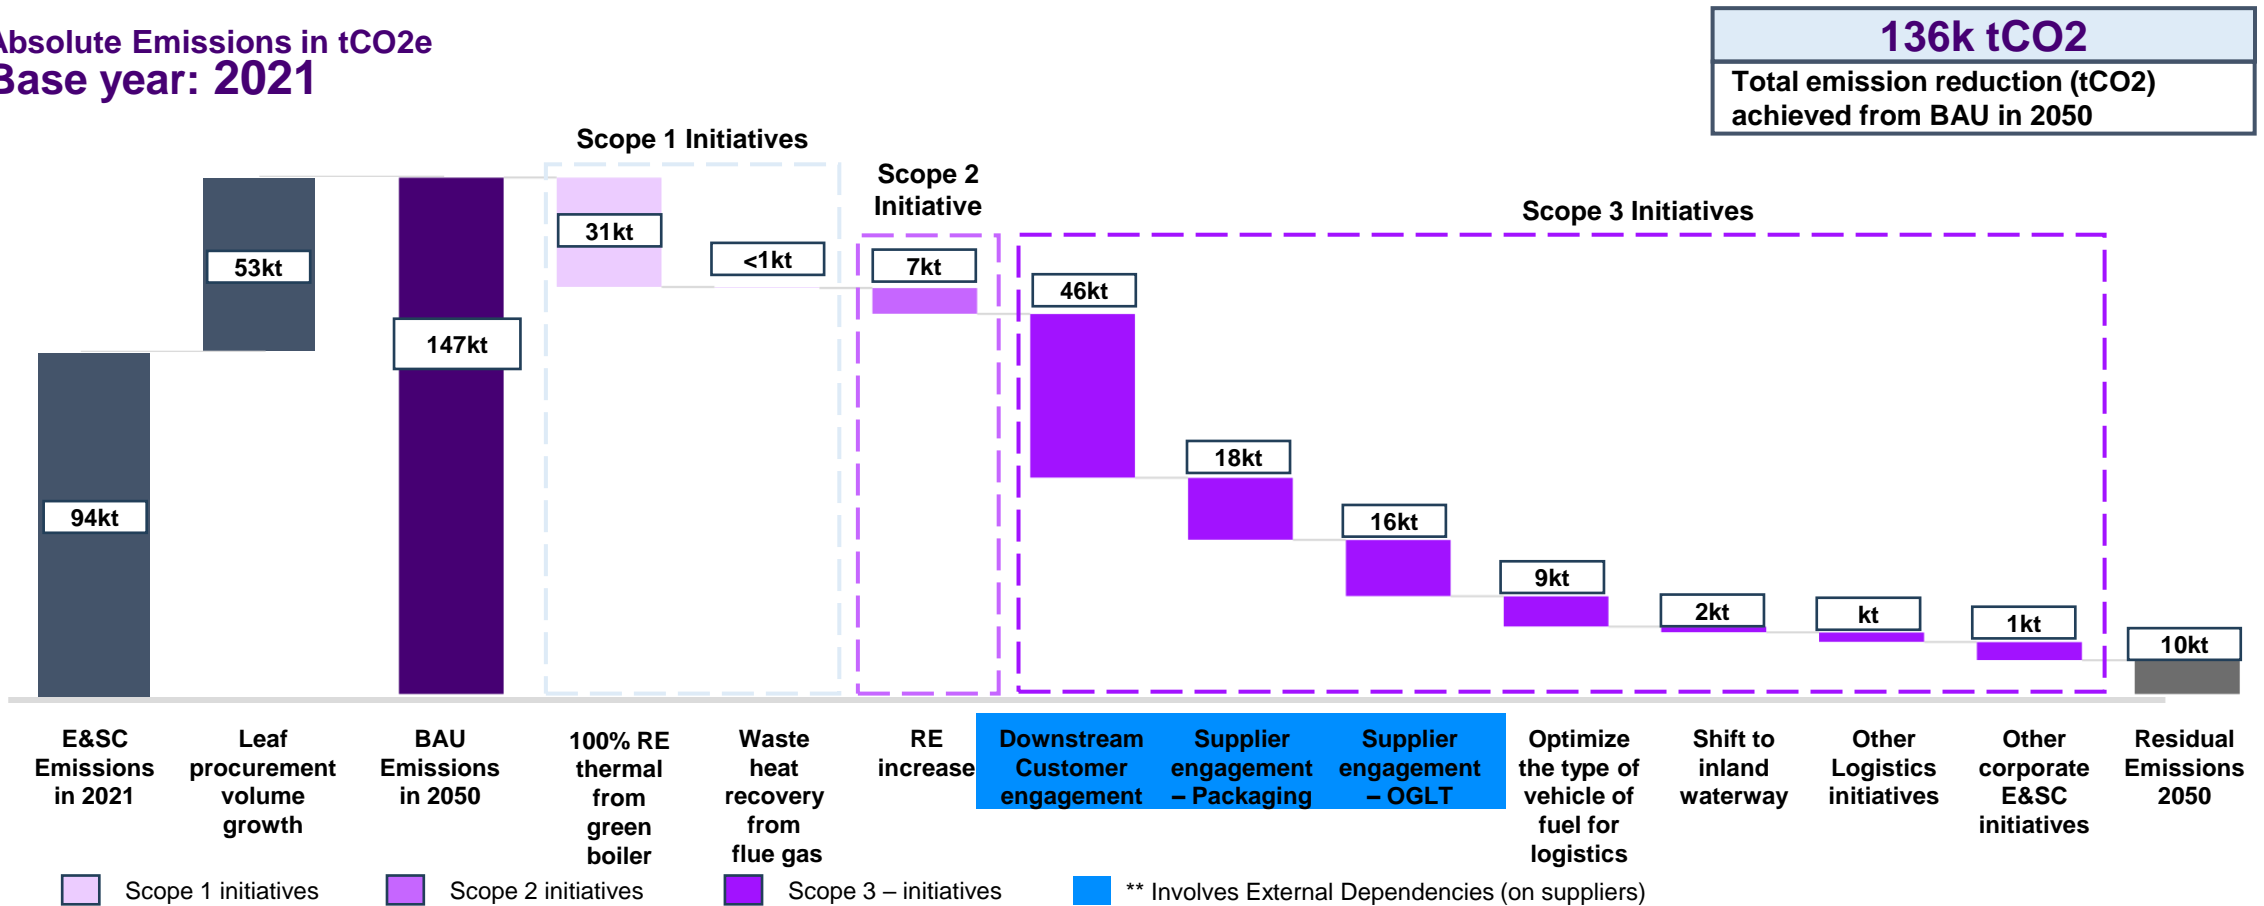 Absolute Emissions in tCO2e
Base year: 2021
136k tCO2
Total emission reduction (tCO2)
achieved from BAU in 2050
Scope 1 Initiatives
Scope 2
Initiative
Scope 3 Initiatives
94kt
53kt
147kt
31kt
<1kt
7kt
46kt
18kt
16kt
9kt
2kt
kt
1kt
10kt
E&SC
Emissions
in 2021
Leaf
procurement
volume
growth
BAU
Emissions
in 2050
100% RE
thermal
from
green
boiler
Waste
heat
recovery
from
flue gas
RE
increase
Downstream
Customer
engagement
Supplier
engagement
– Packaging
Supplier
engagement
– OGLT
Optimize
the type of
vehicle of
fuel for
logistics
Shift to
inland
waterway
Other
Logistics
initiatives
Other
corporate
E&SC
initiatives
Residual
Emissions
2050
Scope 1 initiatives
Scope 2 initiatives
Scope 3 – initiatives
** Involves External Dependencies (on suppliers)